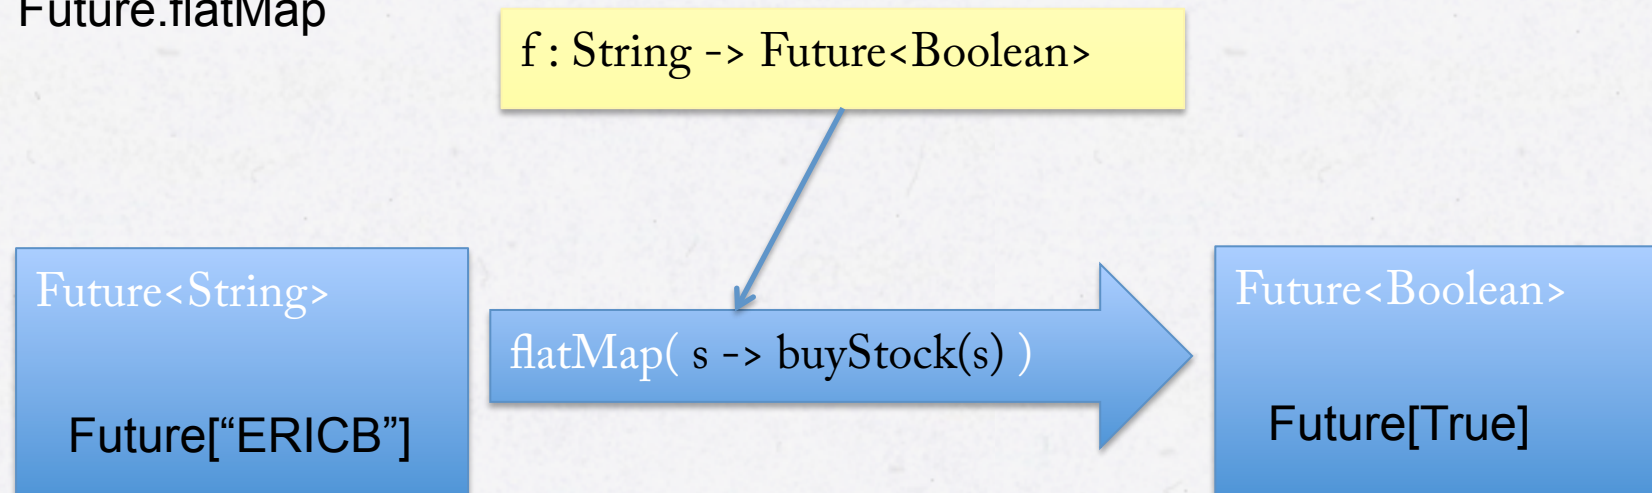 Future.flatMap
f : String -> Future<Boolean>
Future<String>
flatMap( s -> buyStock(s) )
Future<Boolean>
Future[“ERICB”]
Future[True]